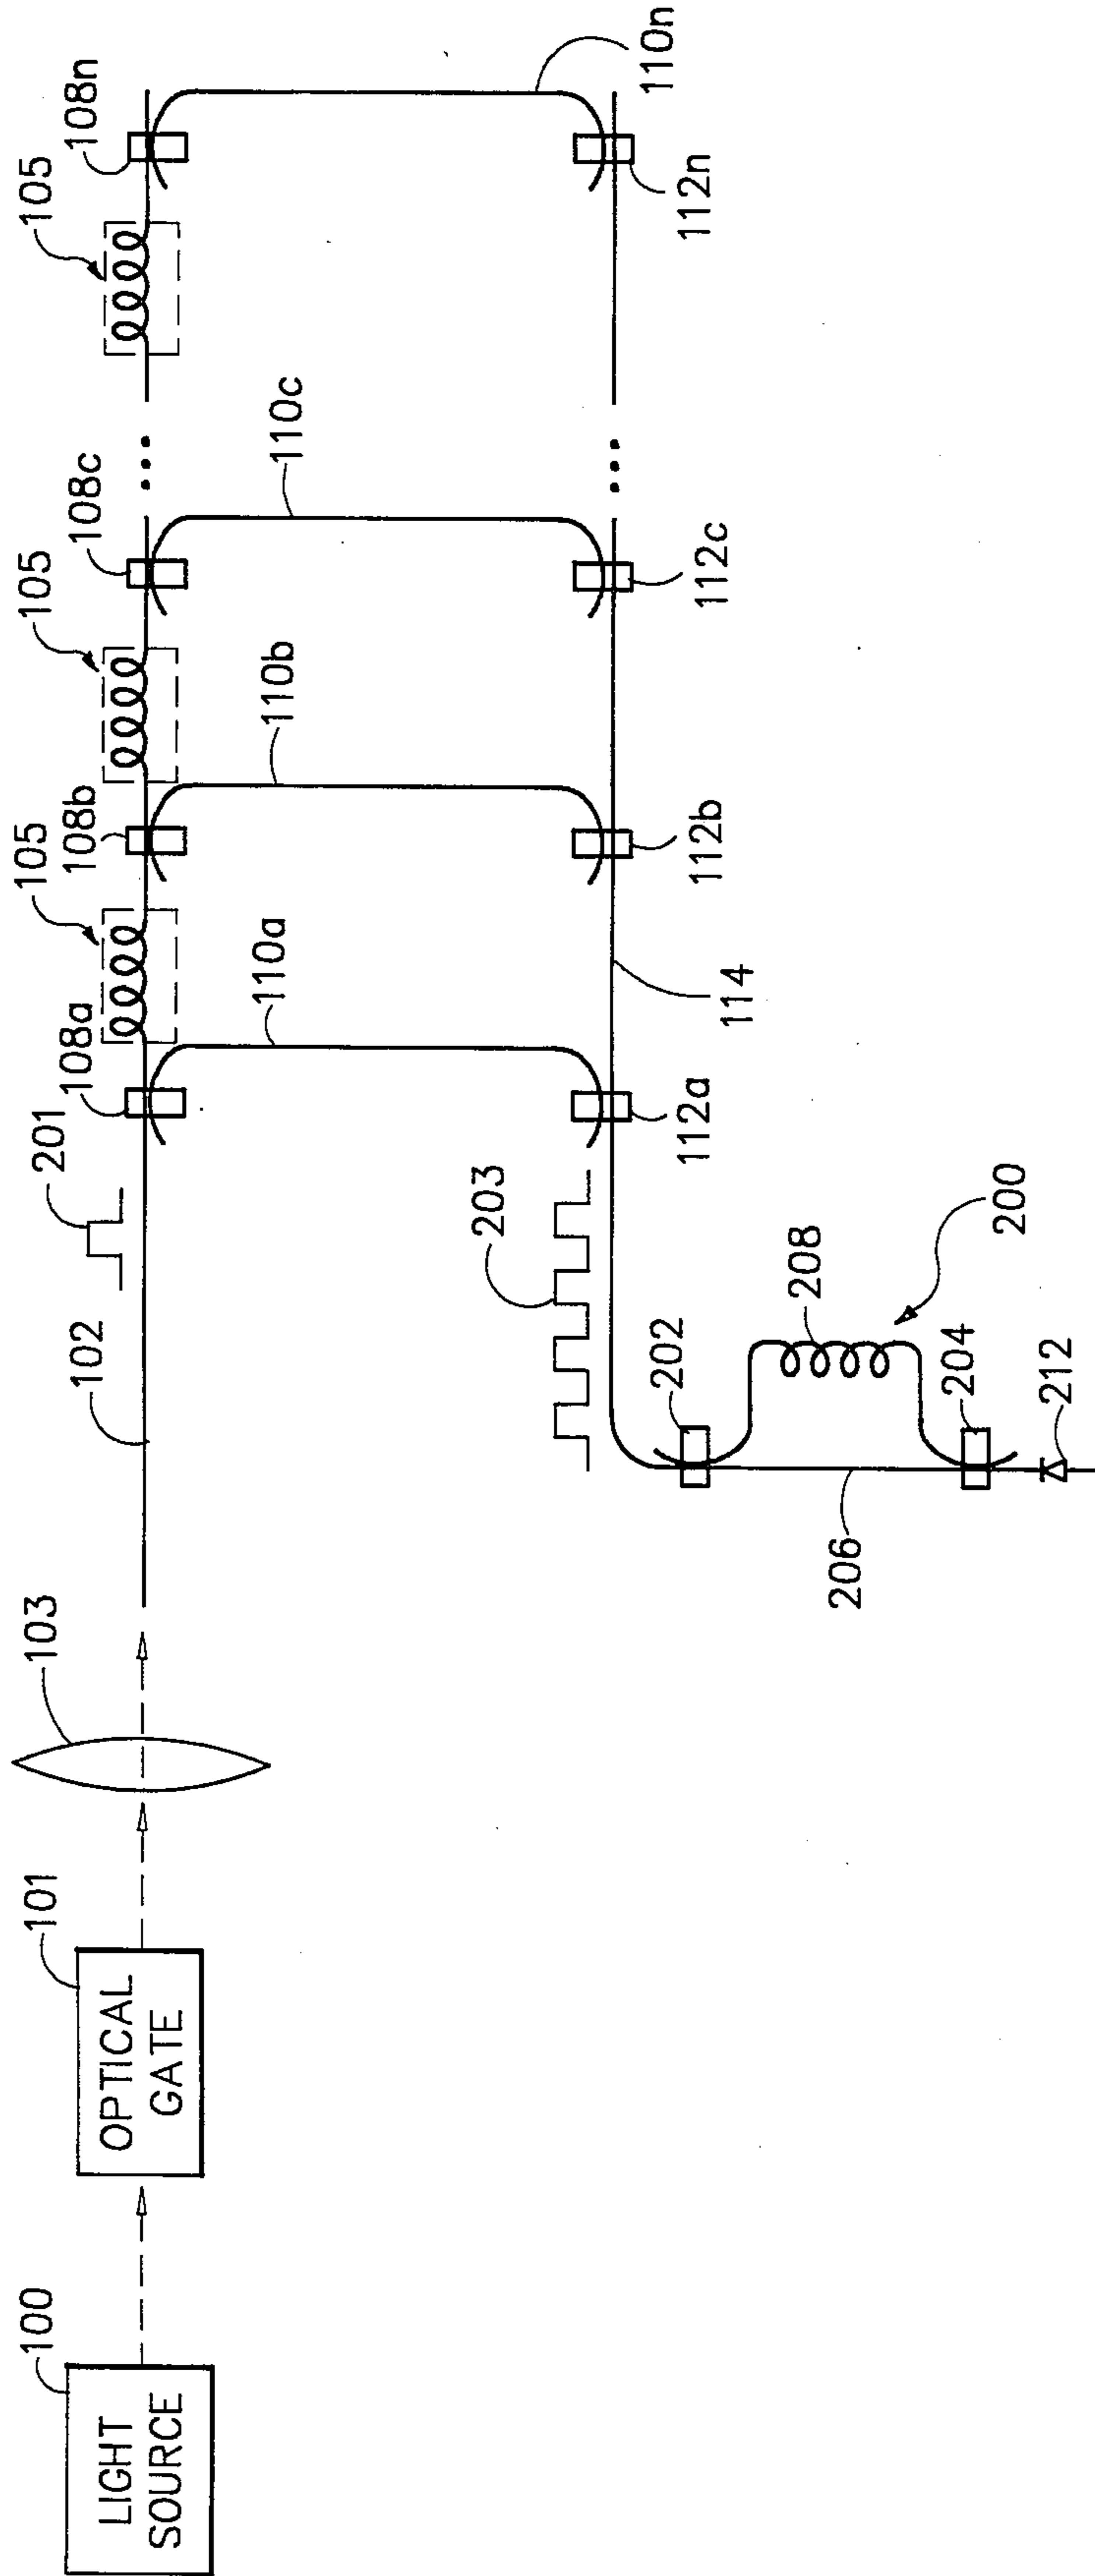 100
LIGHT
SOURCE
101
OPTICAL
GATE
103
102
201
108a
105
108b
105
108c
...
105
108n
110a
110b
110c
110n
203
112a
114
112b
112c
...
112n
202
208
200
206
204
212